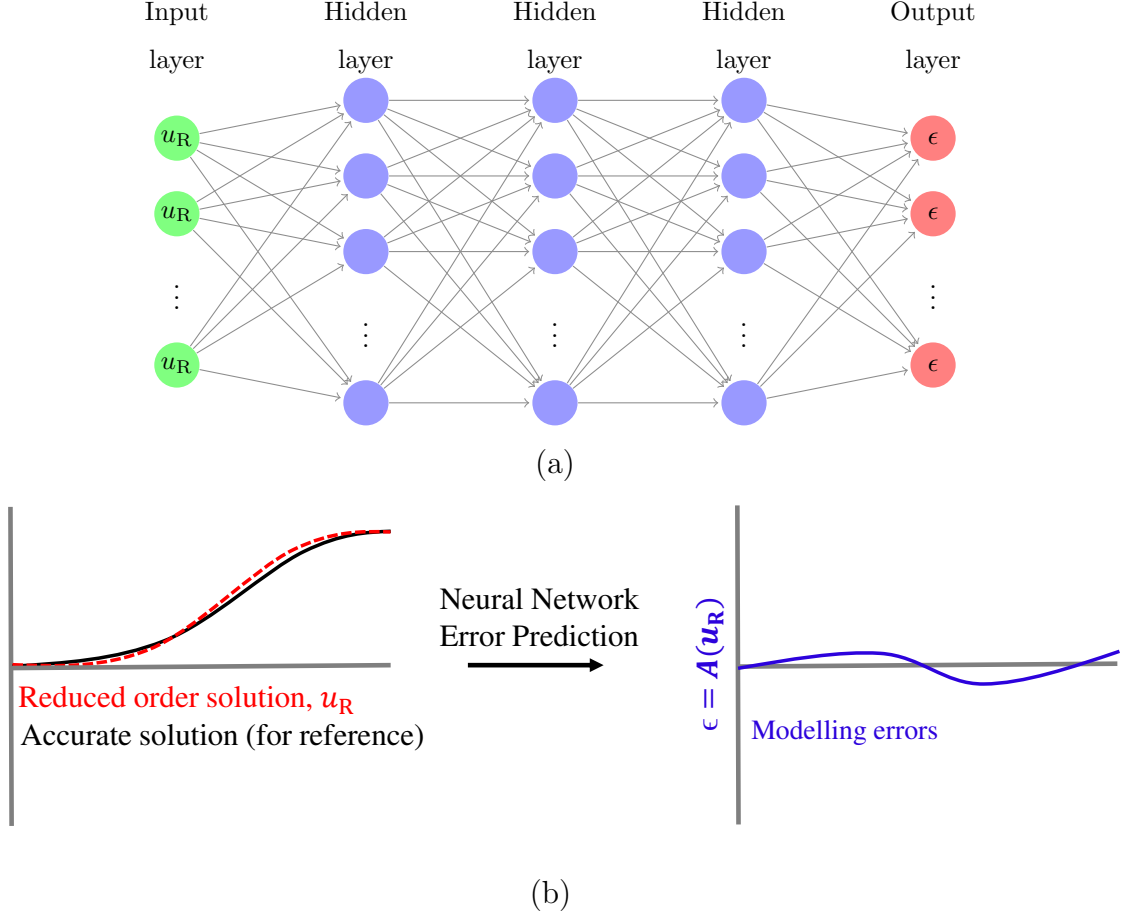 Input Hidden Hidden Hidden Output
layer layer layer layer layer
u_R ϵ
u_R ϵ
⋮ ⋮ ⋮ ⋮ ⋮
u_R ϵ
(a)
Neural Network
Error Prediction
Reduced order solution, u_R
Accurate solution (for reference)
ϵ = A(u_R)
Modelling errors
(b)